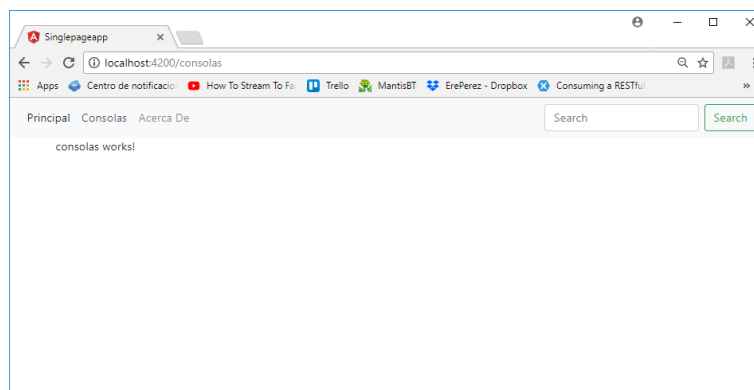 Singlepageapp
localhost:4200/consolas
Apps Centro de notificacio How To Stream To Fa Trello MantisBT ErePerez - Dropbox Consuming a RESTful »
Principal Consolas Acerca De Search Search
consolas works!